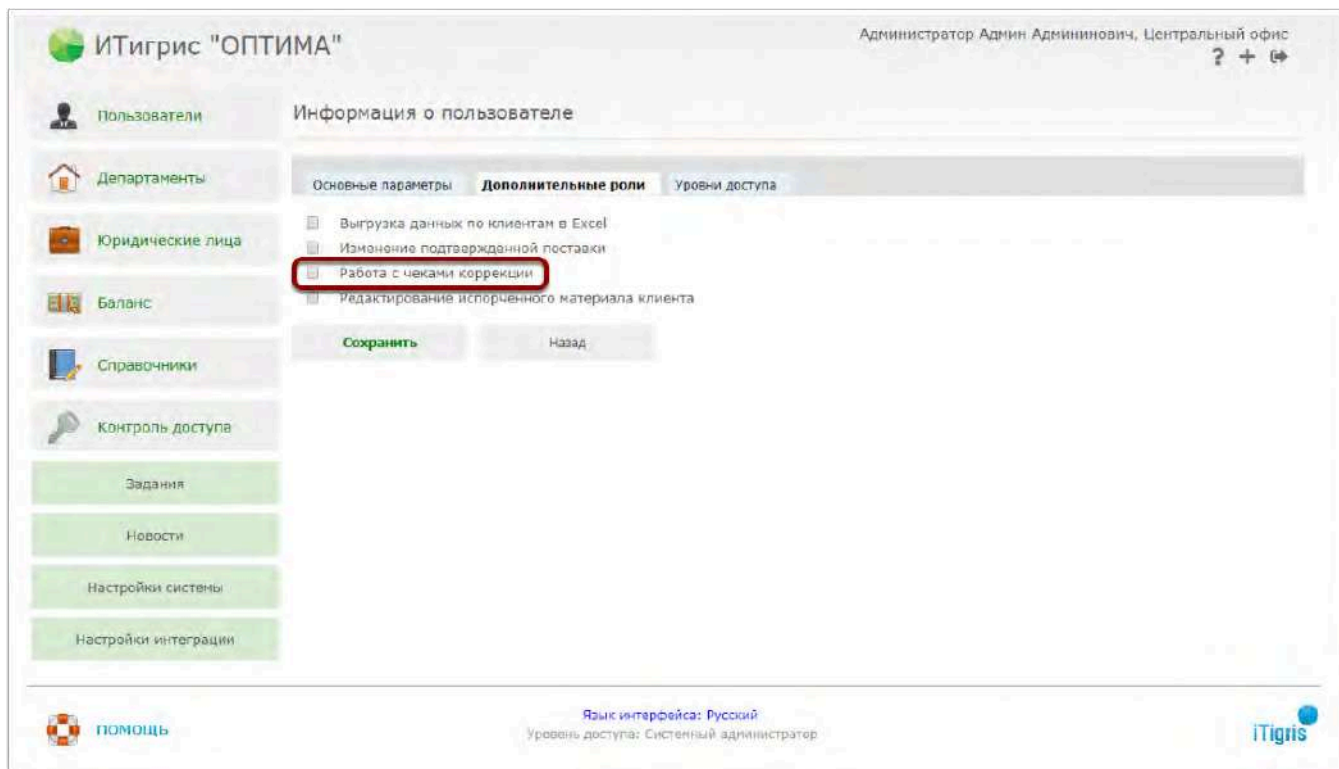 ИТигрис "ОПТИМА"
Администратор Админ Админинович, Центральный офис
Пользователи
Департаменты
Юридические лица
Баланс
Справочники
Контроль доступа
Задания
Новости
Настройки системы
Настройки интеграции
Информация о пользователе
Основные параметры Дополнительные роли Уровни доступа
Выгрузка данных по клиентам в Excel
Изменение подтвержденной поставки
Работа с чеками коррекции
Редактирование испорченного материала клиента
Сохранить Назад
ПОМОЩЬ
Язык интерфейса: Русский
Уровень доступа: Системный администратор
iTigris